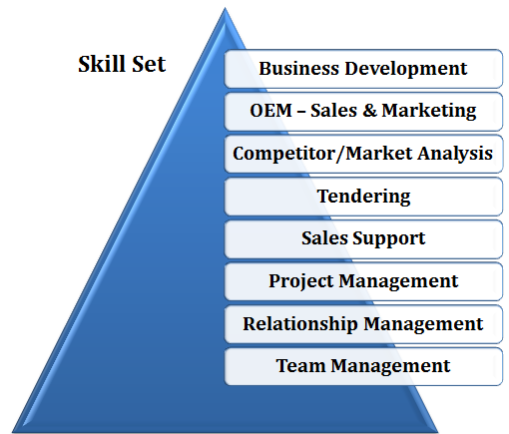 Skill Set
Business Development
OEM – Sales & Marketing
Competitor/Market Analysis
Tendering
Sales Support
Project Management
Relationship Management
Team Management